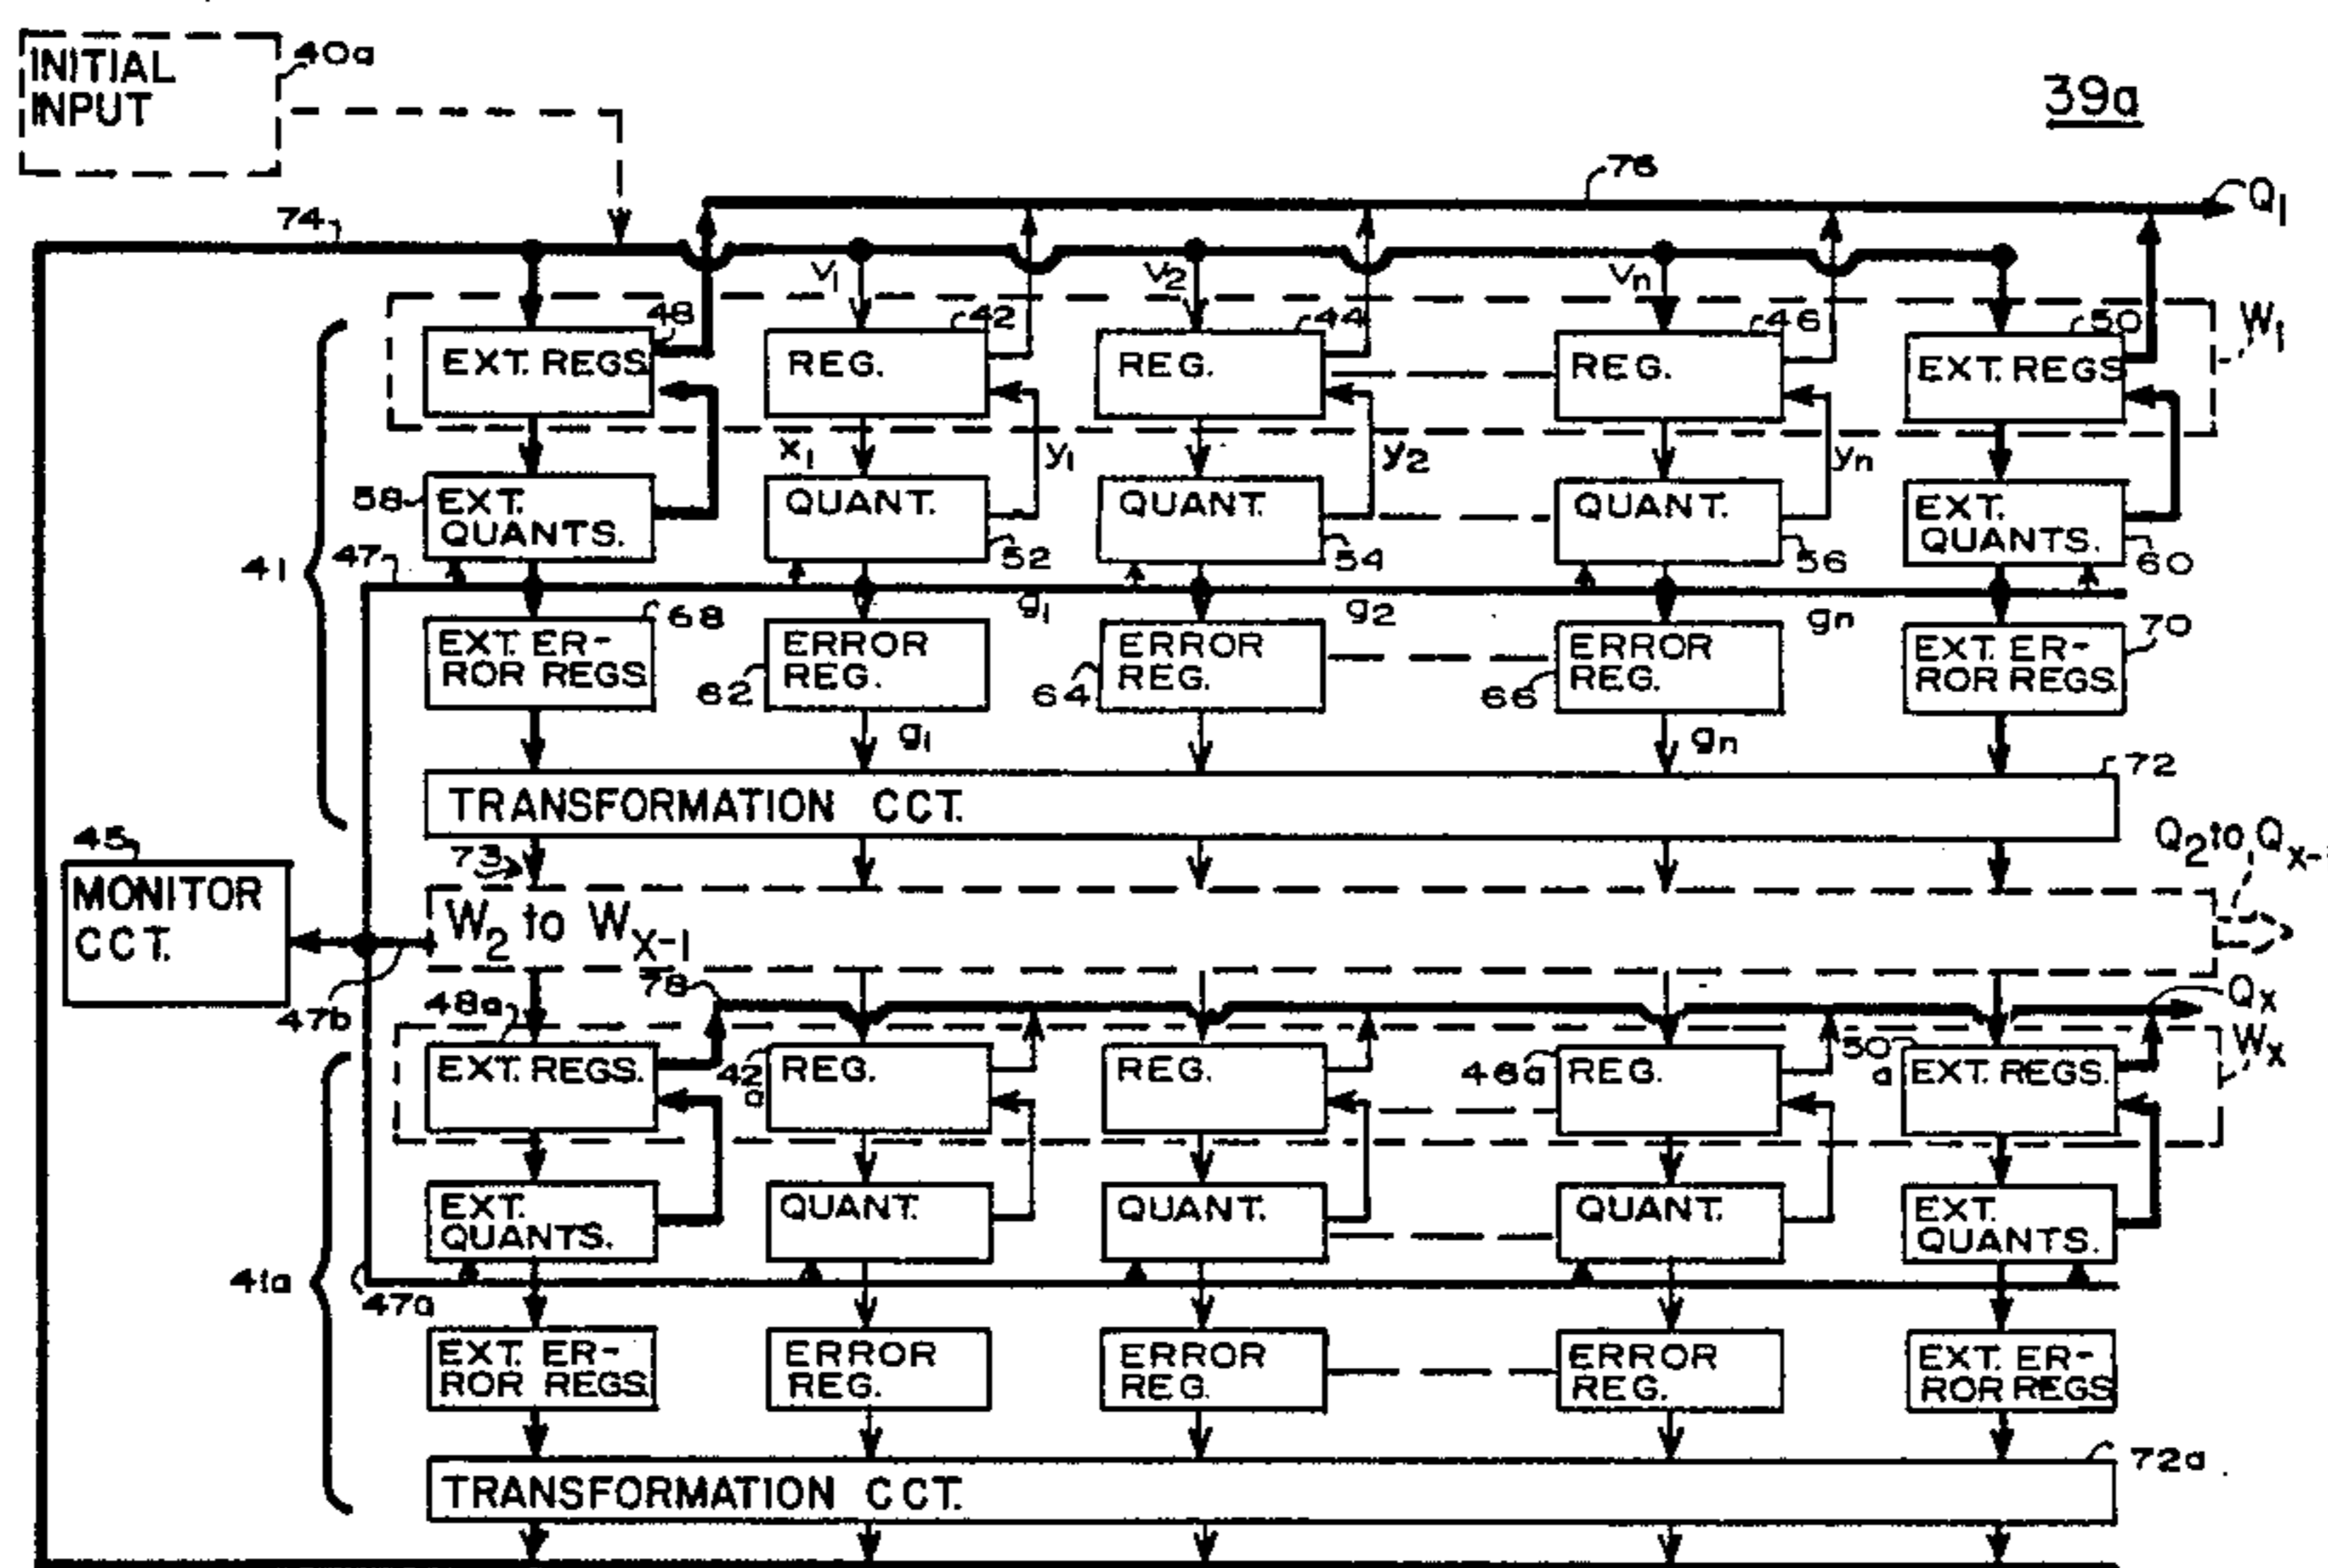 INITIAL
INPUT
40a
39a
76
Q1
74
V1
V2
Vn
48
42
44
46
50
W1
EXT. REGS.
REG.
REG.
REG.
EXT. REGS
x1
y1
y2
yn
58
EXT.
QUANTS.
QUANT.
QUANT.
QUANT.
EXT.
QUANTS.
52
54
56
60
41
47
g1
g2
gn
68
EXT. ER-
ROR REGS.
62
ERROR
REG.
64
ERROR
REG.
66
ERROR
REG.
EXT. ER-
ROR REGS.
70
g1
gn
72
TRANSFORMATION CCT.
73
45
MONITOR
CCT.
W2 to Wx-1
Q2 to Qx-1
47b
48a
78
Qx
Wx
EXT. REGS.
42a
REG.
REG.
46a
REG.
50a
EXT. REGS.
EXT.
QUANTS.
QUANT.
QUANT.
QUANT.
EXT.
QUANTS.
41a
47a
EXT. ER-
ROR REGS.
ERROR
REG.
ERROR
REG.
ERROR
REG.
EXT. ER-
ROR REGS
72a
TRANSFORMATION CCT.